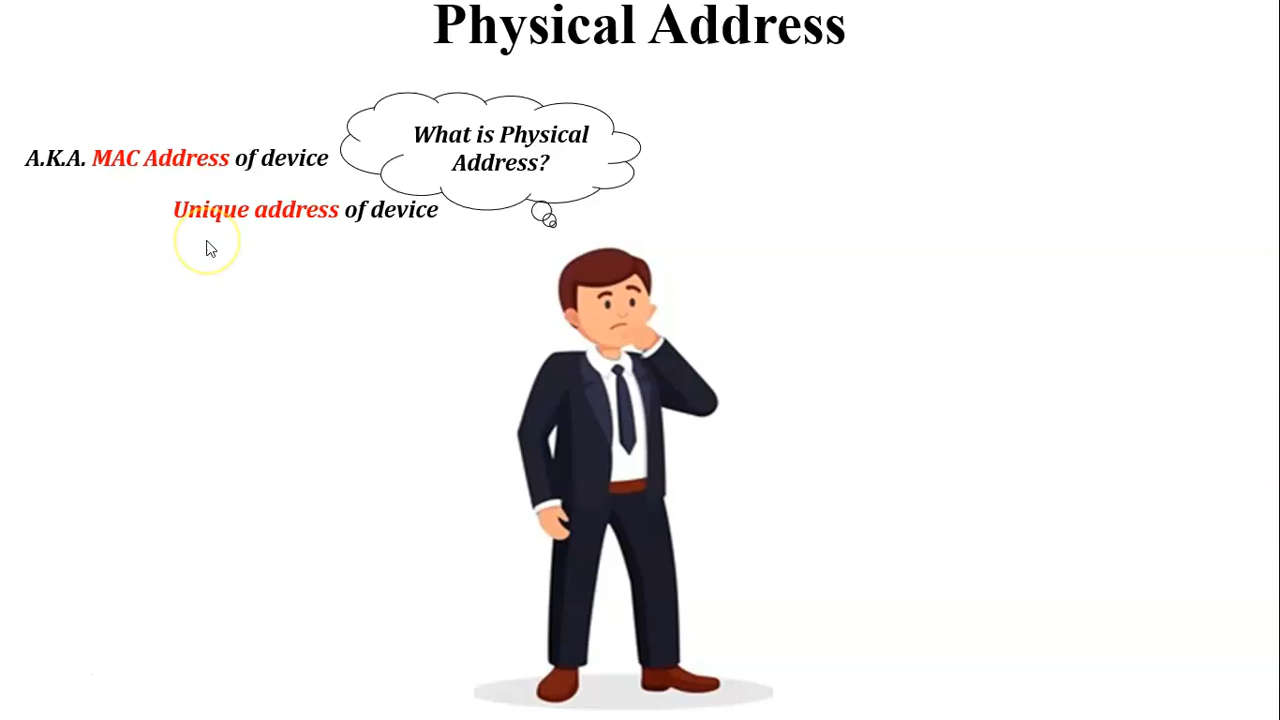 Physical Address
What is Physical
Address?
A.K.A. MAC Address of device
Unique address of device